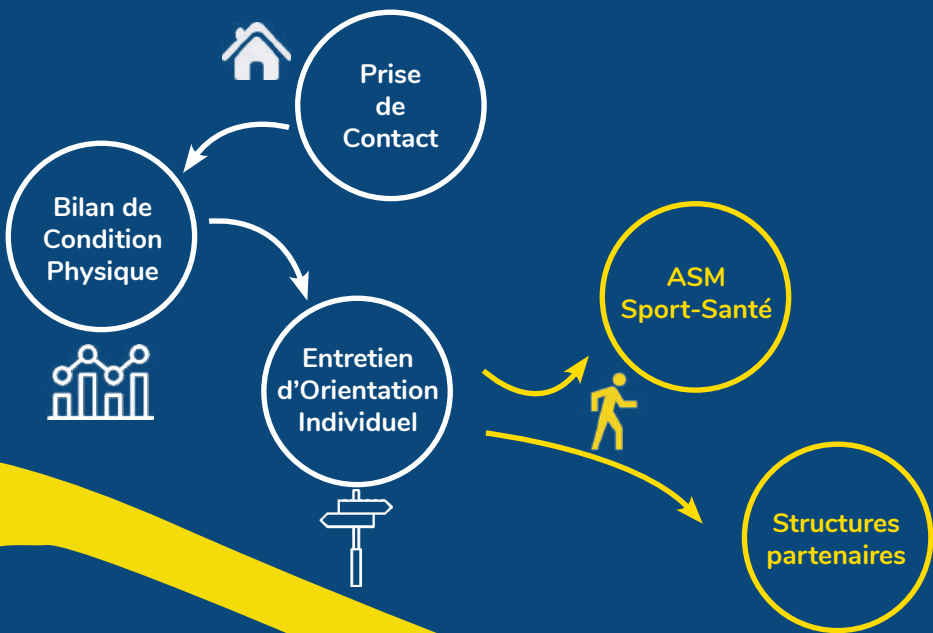 Prise
de
Contact
Bilan de
Condition
Physique
Entretien
d’Orientation
Individuel
ASM
Sport-Santé
Structures
partenaires